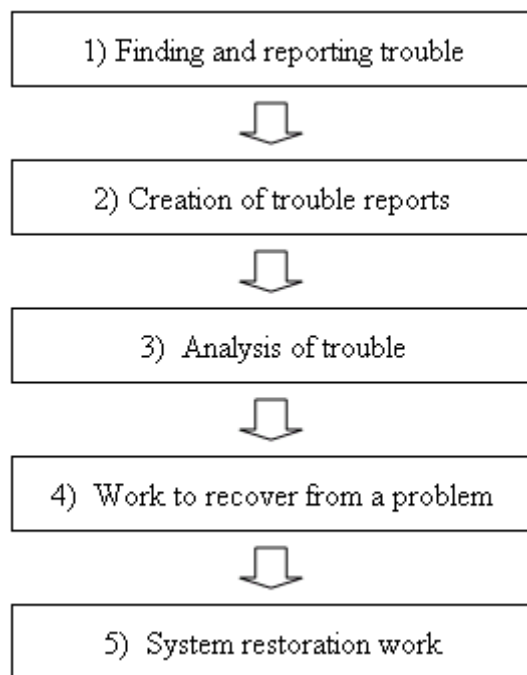 1) Finding and reporting trouble
2) Creation of trouble reports
3) Analysis of trouble
4) Work to recover from a problem
5) System restoration work